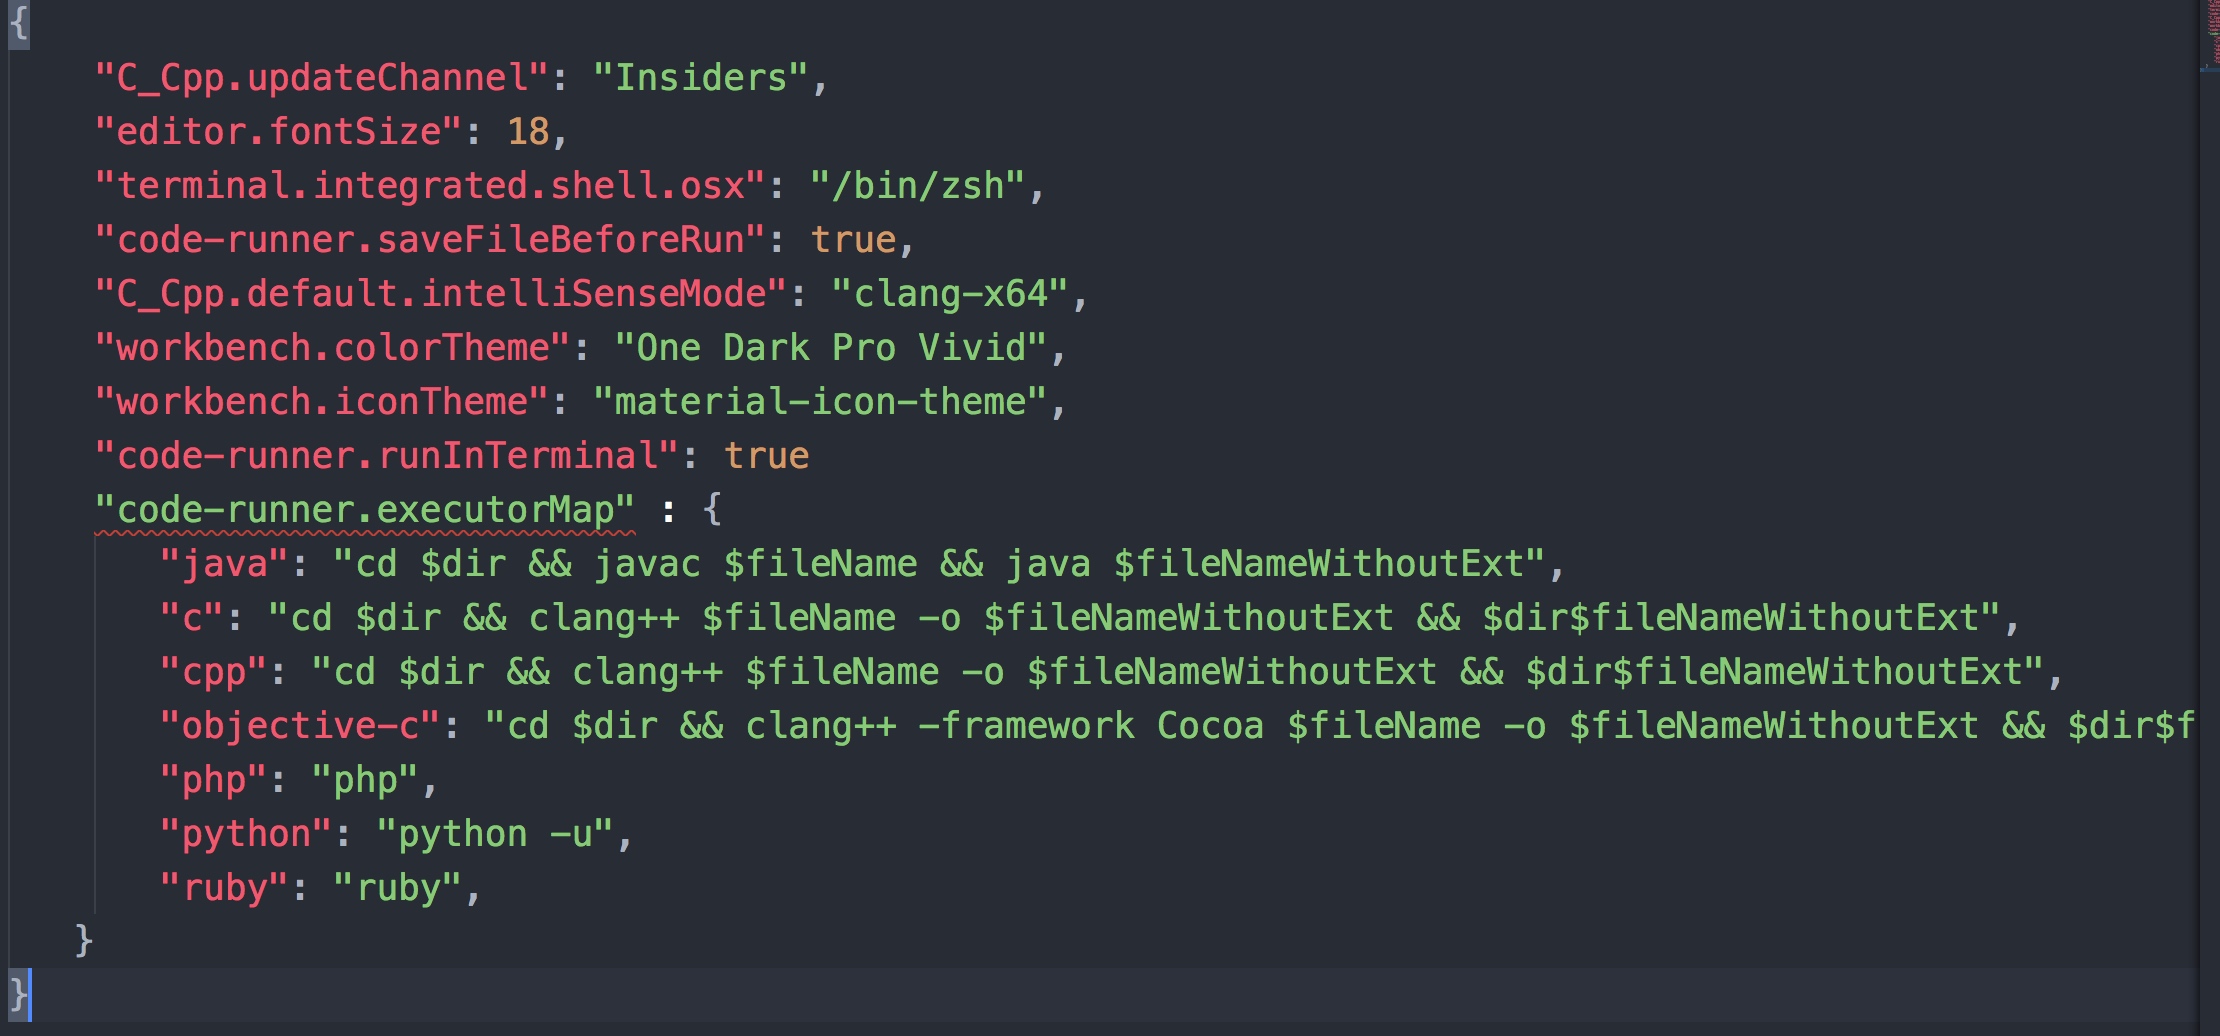 {
"C_Cpp.updateChannel": "Insiders",
"editor.fontSize": 18,
"terminal.integrated.shell.osx": "/bin/zsh",
"code-runner.saveFileBeforeRun": true,
"C_Cpp.default.intelliSenseMode": "clang-x64",
"workbench.colorTheme": "One Dark Pro Vivid",
"workbench.iconTheme": "material-icon-theme",
"code-runner.runInTerminal": true
"code-runner.executorMap" : {
"java": "cd $dir && javac $fileName && java $fileNameWithoutExt",
"c": "cd $dir && clang++ $fileName -o $fileNameWithoutExt && $dir$fileNameWithoutExt",
"cpp": "cd $dir && clang++ $fileName -o $fileNameWithoutExt && $dir$fileNameWithoutExt",
"objective-c": "cd $dir && clang++ -framework Cocoa $fileName -o $fileNameWithoutExt && $dir$f
"php": "php",
"python": "python -u",
"ruby": "ruby",
}
}